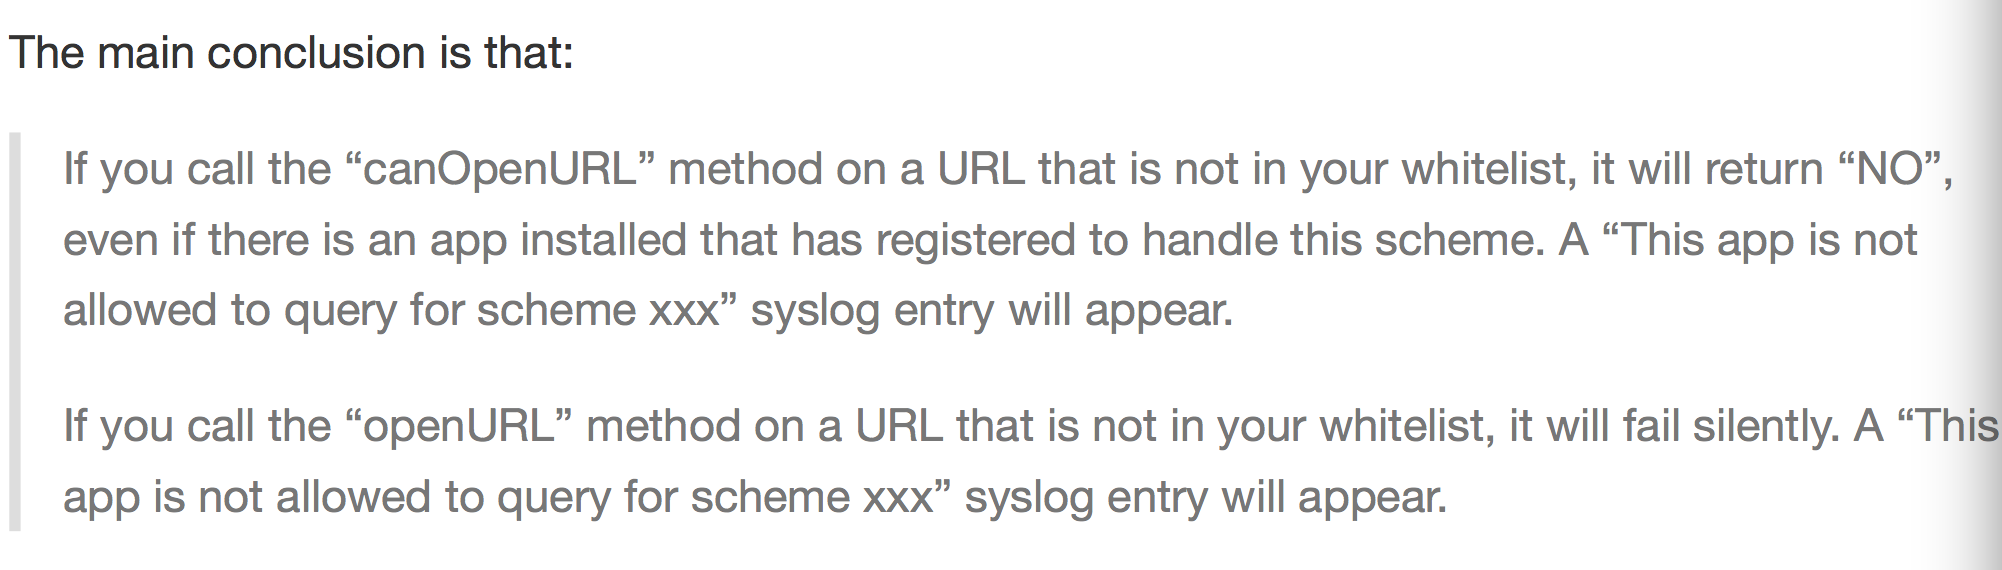 The main conclusion is that:
If you call the “canOpenURL” method on a URL that is not in your whitelist, it will return “NO”,
even if there is an app installed that has registered to handle this scheme. A “This app is not
allowed to query for scheme xxx” syslog entry will appear.
If you call the “openURL” method on a URL that is not in your whitelist, it will fail silently. A “This
app is not allowed to query for scheme xxx” syslog entry will appear.